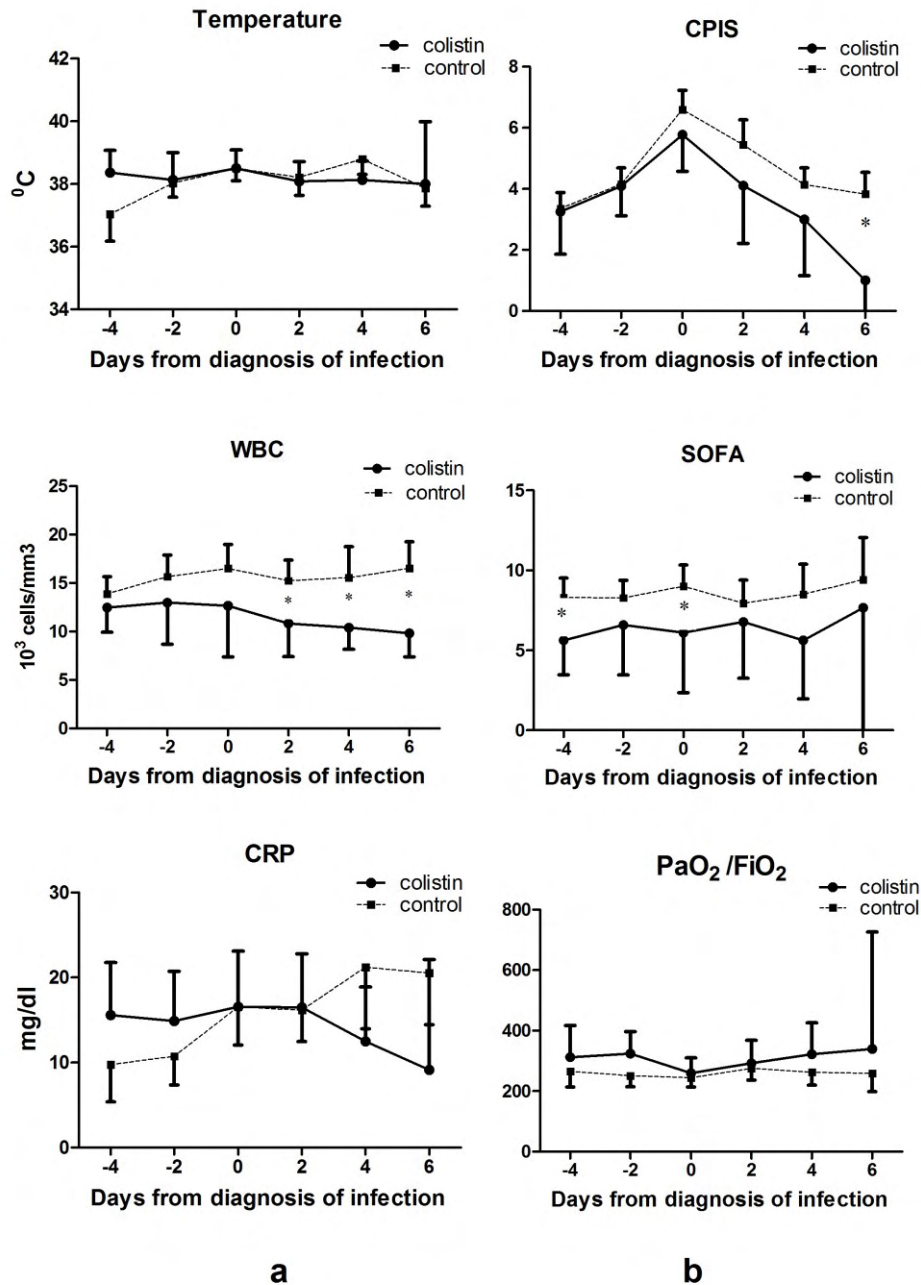 Temperature
colistin
control
42
40
38
36
34
⁰C
-4 -2 0 2 4 6
Days from diagnosis of infection
CPIS
colistin
control
8
6
4
2
0
*
-4 -2 0 2 4 6
Days from diagnosis of infection
WBC
colistin
control
25
20
15
10
5
0
10³ cells/mm3
* * *
-4 -2 0 2 4 6
Days from diagnosis of infection
SOFA
colistin
control
15
10
5
0
* *
-4 -2 0 2 4 6
Days from diagnosis of infection
CRP
colistin
control
30
20
10
0
mg/dl
-4 -2 0 2 4 6
Days from diagnosis of infection
PaO₂ /FiO₂
colistin
control
800
600
400
200
0
-4 -2 0 2 4 6
Days from diagnosis of infection
a
b